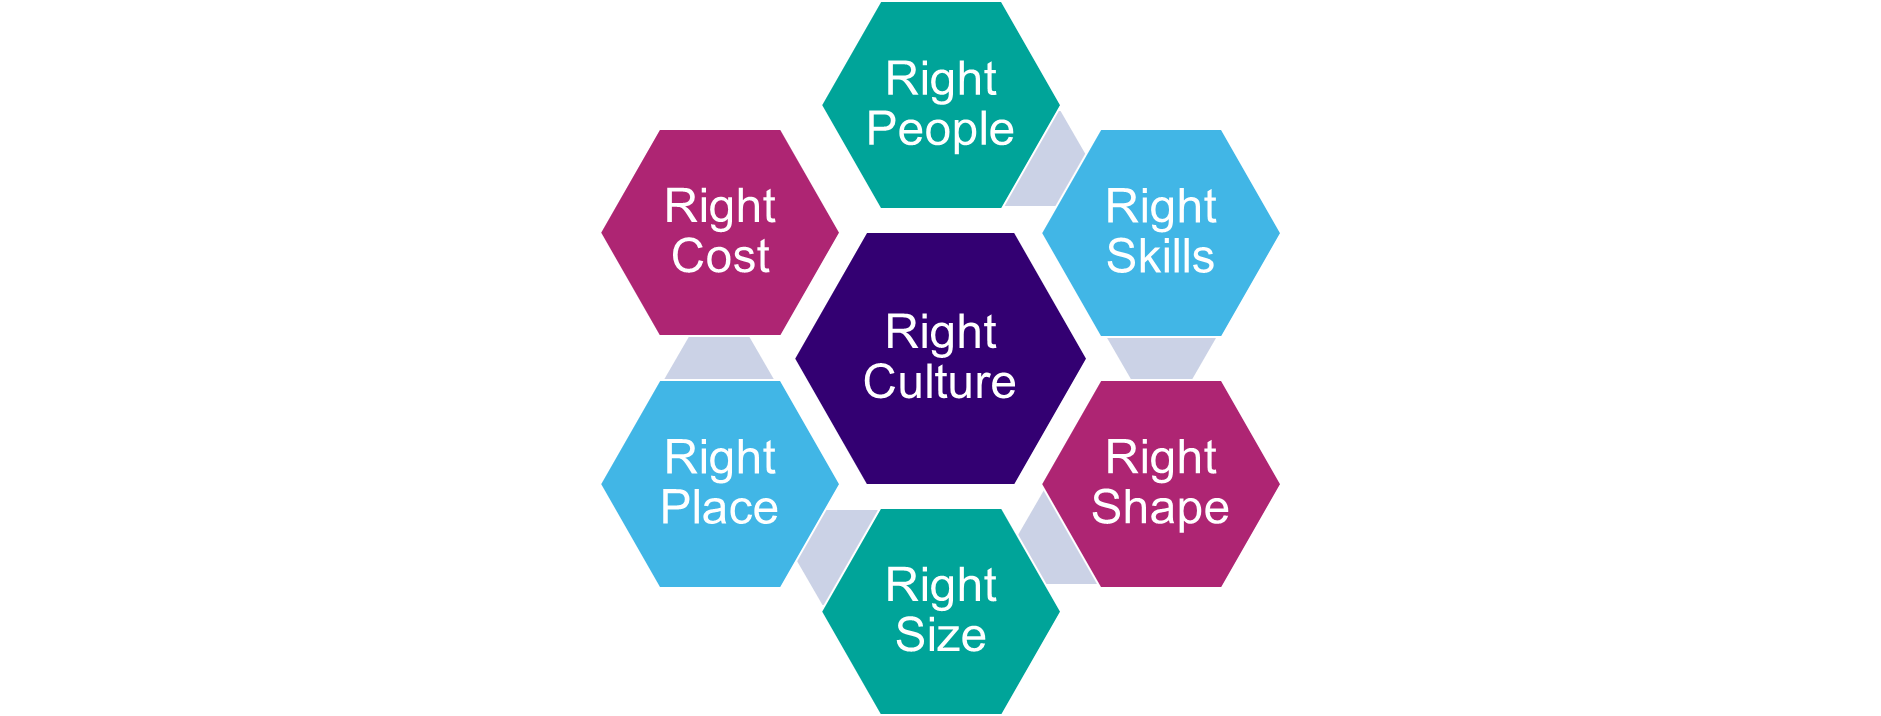 Right
People
Right
Skills
Right
Shape
Right
Size
Right
Place
Right
Cost
Right
Culture